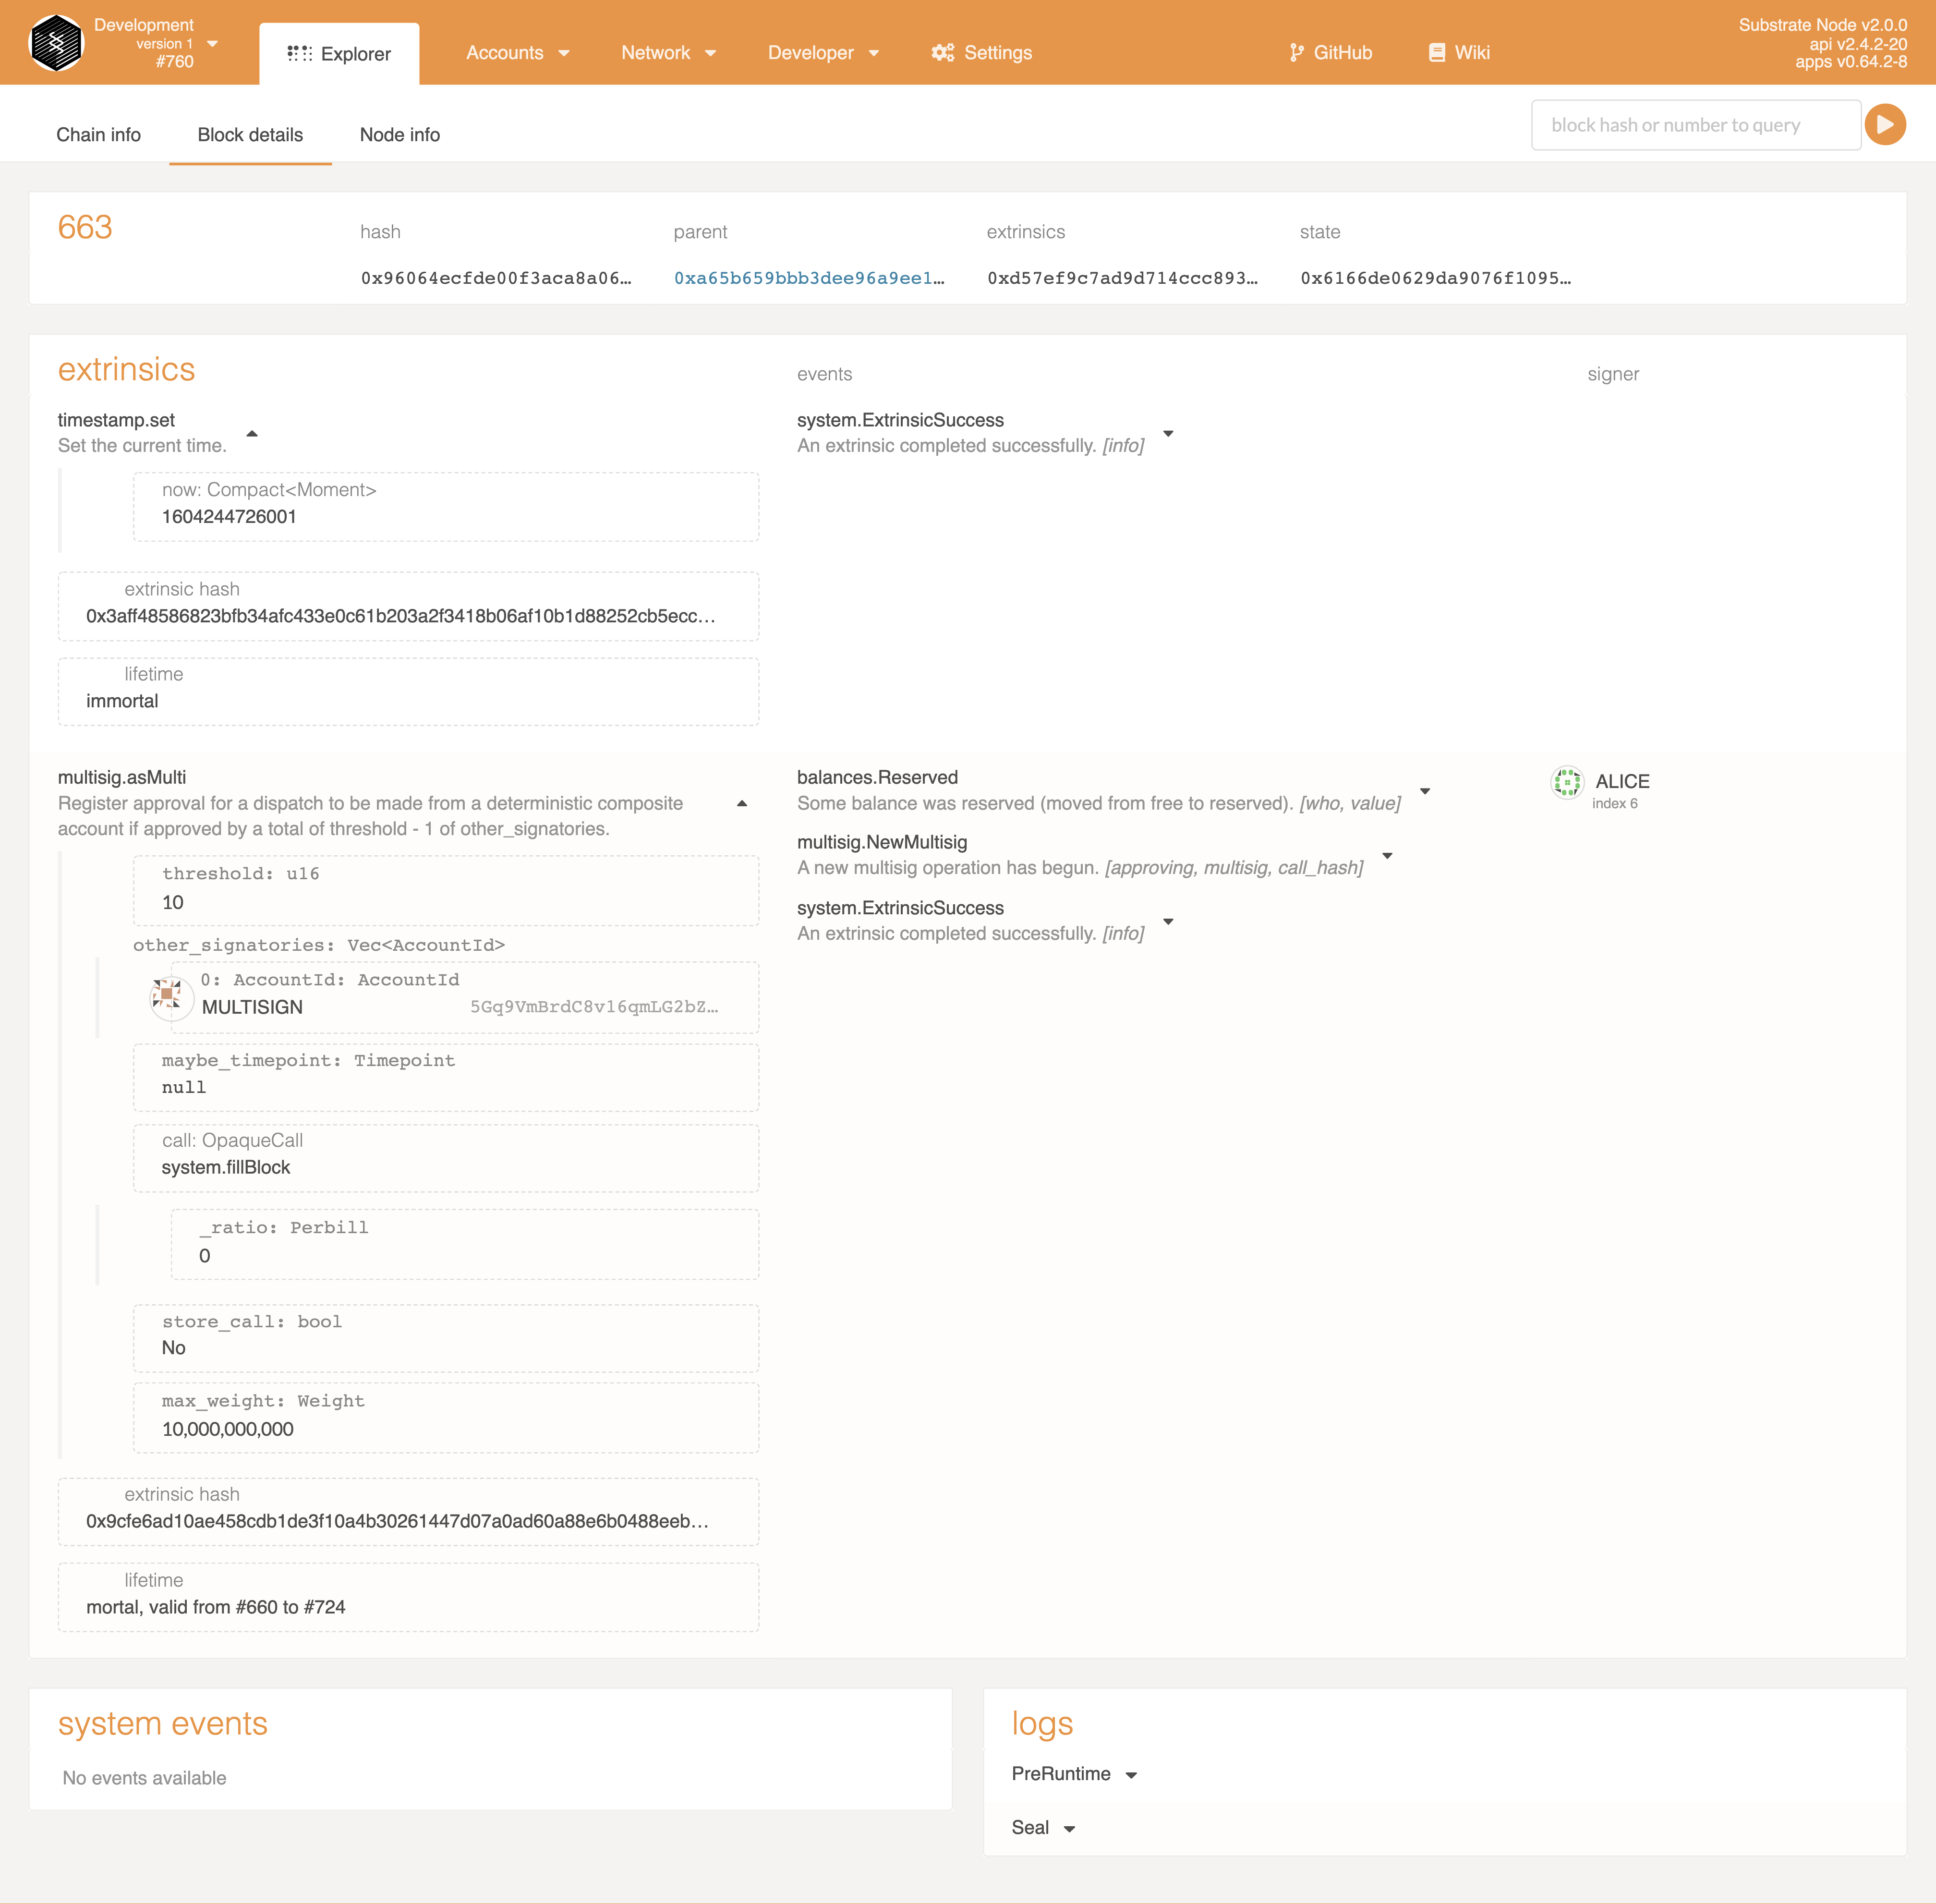 Development
version 1
#760
Explorer
Accounts
Network
Developer
Settings
GitHub
Wiki
Substrate Node v2.0.0
api v2.4.2-20
apps v0.64.2-8
Chain info
Block details
Node info
block hash or number to query
663
hash
parent
extrinsics
state
0x96064ecfde00f3aca8a06…
0xa65b659bbb3dee96a9ee1…
0xd57ef9c7ad9d714ccc893…
0x6166de0629da9076f1095…
extrinsics
events
signer
timestamp.set
Set the current time.
system.ExtrinsicSuccess
An extrinsic completed successfully. [info]
now: Compact<Moment>
1604244726001
extrinsic hash
0x3aff48586823bfb34afc433e0c61b203a2f3418b06af10b1d88252cb5ecc…
lifetime
immortal
multisig.asMulti
Register approval for a dispatch to be made from a deterministic composite
account if approved by a total of threshold - 1 of other_signatories.
balances.Reserved
Some balance was reserved (moved from free to reserved). [who, value]
multisig.NewMultisig
A new multisig operation has begun. [approving, multisig, call_hash]
system.ExtrinsicSuccess
An extrinsic completed successfully. [info]
ALICE
index 6
threshold: u16
10
other_signatories: Vec<AccountId>
0: AccountId: AccountId
MULTISIGN
5Gq9VmBrdC8v16qmLG2bZ…
maybe_timepoint: Timepoint
null
call: OpaqueCall
system.fillBlock
_ratio: Perbill
0
store_call: bool
No
max_weight: Weight
10,000,000,000
extrinsic hash
0x9cfe6ad10ae458cdb1de3f10a4b30261447d07a0ad60a88e6b0488eeb…
lifetime
mortal, valid from #660 to #724
system events
No events available
logs
PreRuntime
Seal